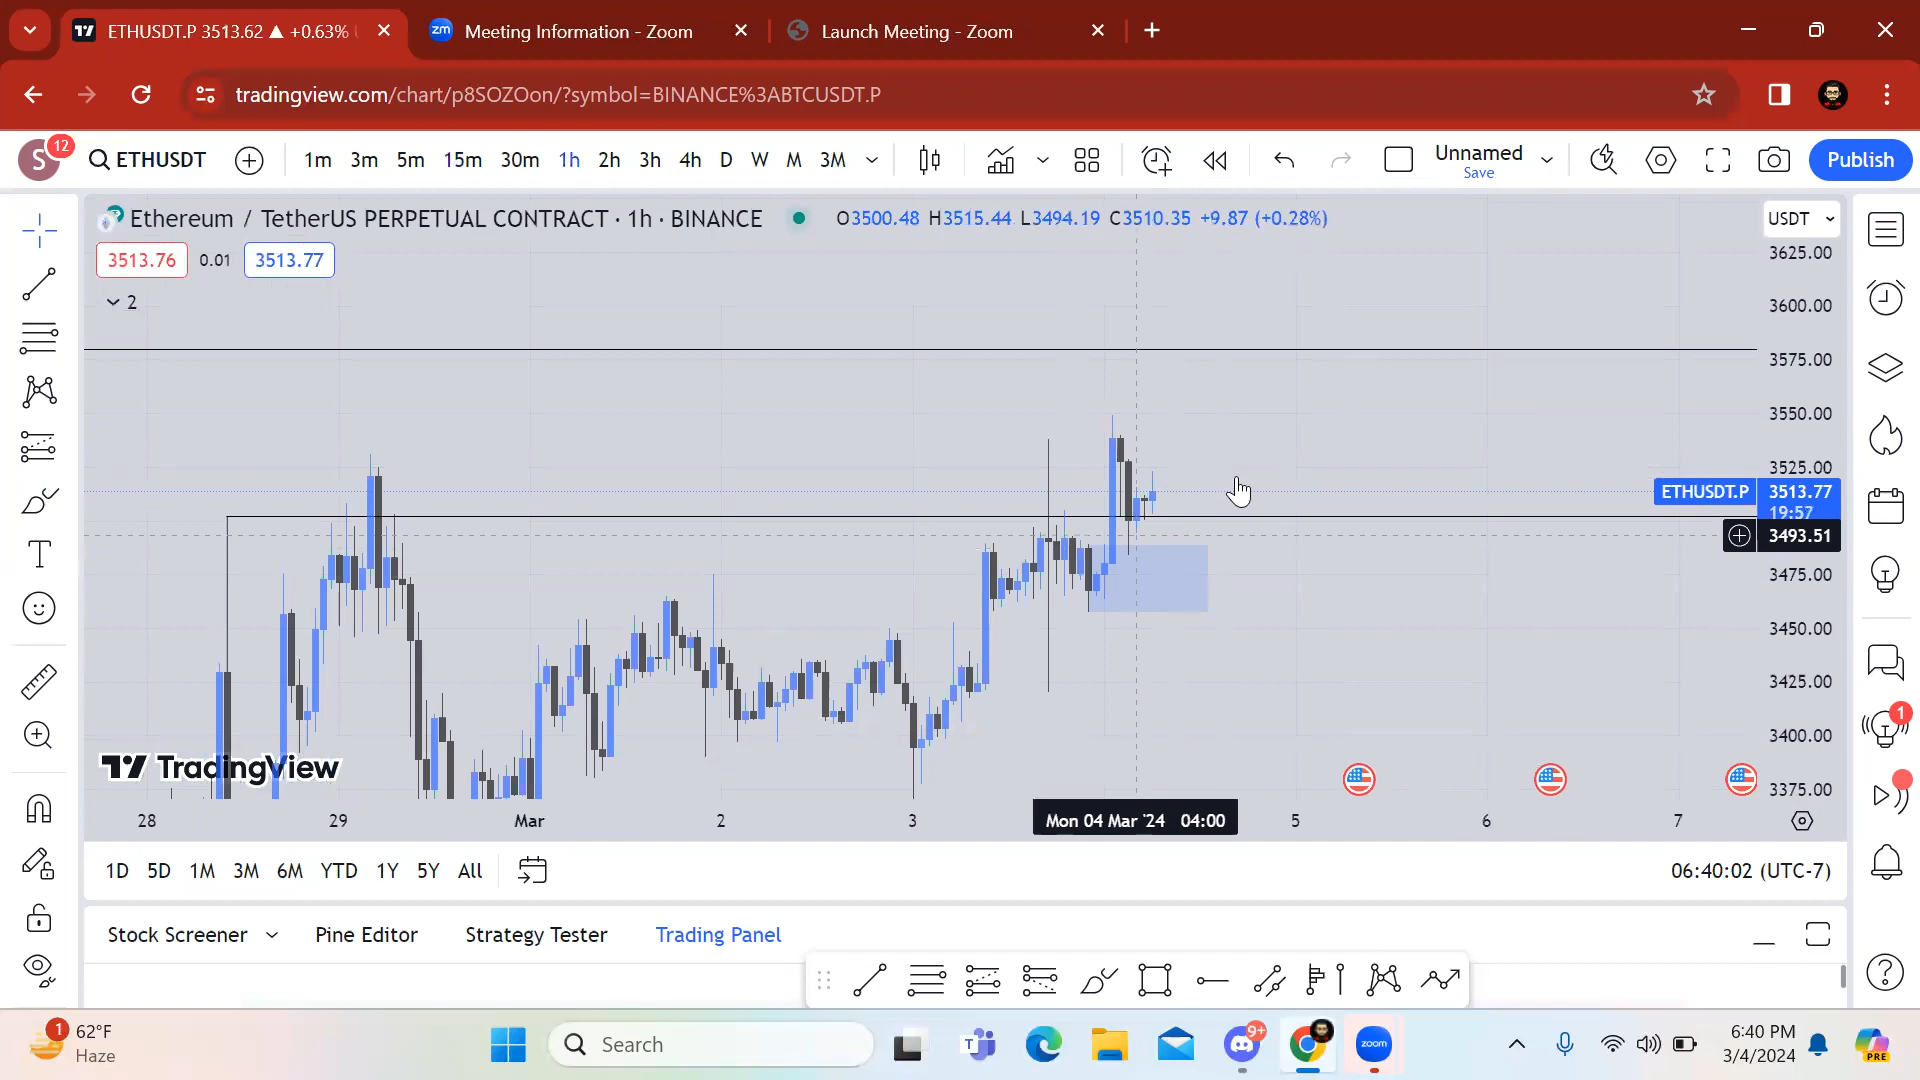 ETHUSDT.P 3513.62 ▲ +0.63%
Meeting Information - Zoom
Launch Meeting - Zoom
tradingview.com/chart/p8SOZOon/?symbol=BINANCE%3ABTCUSDT.P
S 12 ETHUSDT 1m 3m 5m 15m 30m 1h 2h 3h 4h D W M 3M Unnamed Save Publish
Ethereum / TetherUS PERPETUAL CONTRACT · 1h · BINANCE O3500.48 H3515.44 L3494.19 C3510.35 +9.87 (+0.28%)
USDT
3513.76 0.01 3513.77
2
3625.00
3600.00
3575.00
3550.00
3525.00
ETHUSDT.P 3513.77
19:57
3493.51
3475.00
3450.00
3425.00
3400.00
3375.00
1
TradingView
28 29 Mar 2 3 Mon 04 Mar '24 04:00 5 6 7
1D 5D 1M 3M 6M YTD 1Y 5Y All 06:40:02 (UTC-7)
Stock Screener Pine Editor Strategy Tester Trading Panel
1 62°F
Haze
Search
9+
zoom
6:40 PM
3/4/2024
PRE